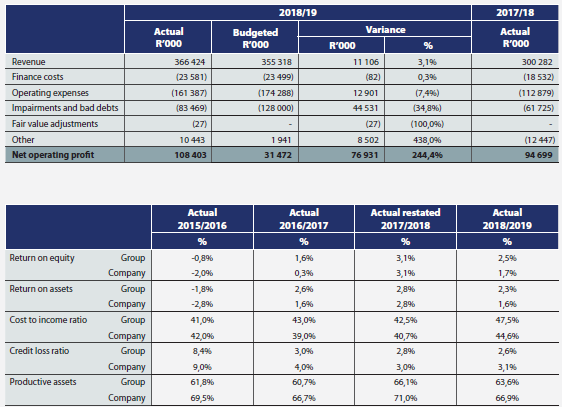 2018/19 2017/18
Actual Budgeted Variance Actual
R'000 R'000 R'000 % R'000
Revenue 366 424 355 318 11 106 3,1% 300 282
Finance costs (23 581) (23 499) (82) 0,3% (18 532)
Operating expenses (161 387) (174 288) 12 901 (7,4%) (112 879)
Impairments and bad debts (83 469) (128 000) 44 531 (34,8%) (61 725)
Fair value adjustments (27) - (27) (100,0%) -
Other 10 443 1 941 8 502 438,0% (12 447)
Net operating profit 108 403 31 472 76 931 244,4% 94 699
Actual Actual Actual restated Actual
2015/2016 2016/2017 2017/2018 2018/2019
% % % %
Return on equity Group -0,8% 1,6% 3,1% 2,5%
Company -2,0% 0,3% 3,1% 1,7%
Return on assets Group -1,8% 2,6% 2,8% 2,3%
Company -2,8% 1,6% 2,8% 1,6%
Cost to income ratio Group 41,0% 43,0% 42,5% 47,5%
Company 42,0% 39,0% 40,7% 44,6%
Credit loss ratio Group 8,4% 3,0% 2,8% 2,6%
Company 9,0% 4,0% 3,0% 3,1%
Productive assets Group 61,8% 60,7% 66,1% 63,6%
Company 69,5% 66,7% 71,0% 66,9%